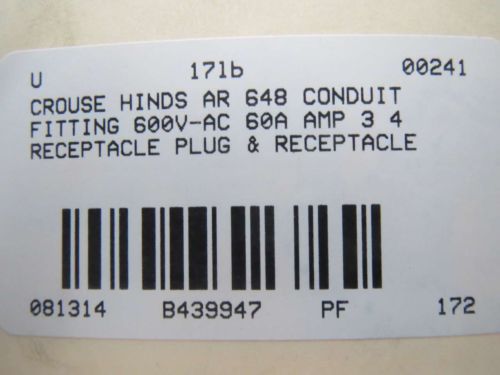 U 17lb 00241
CROUSE HINDS AR 648 CONDUIT
FITTING 600V-AC 60A AMP 3 4
RECEPTACLE PLUG & RECEPTACLE
081314 B439947 PF 172